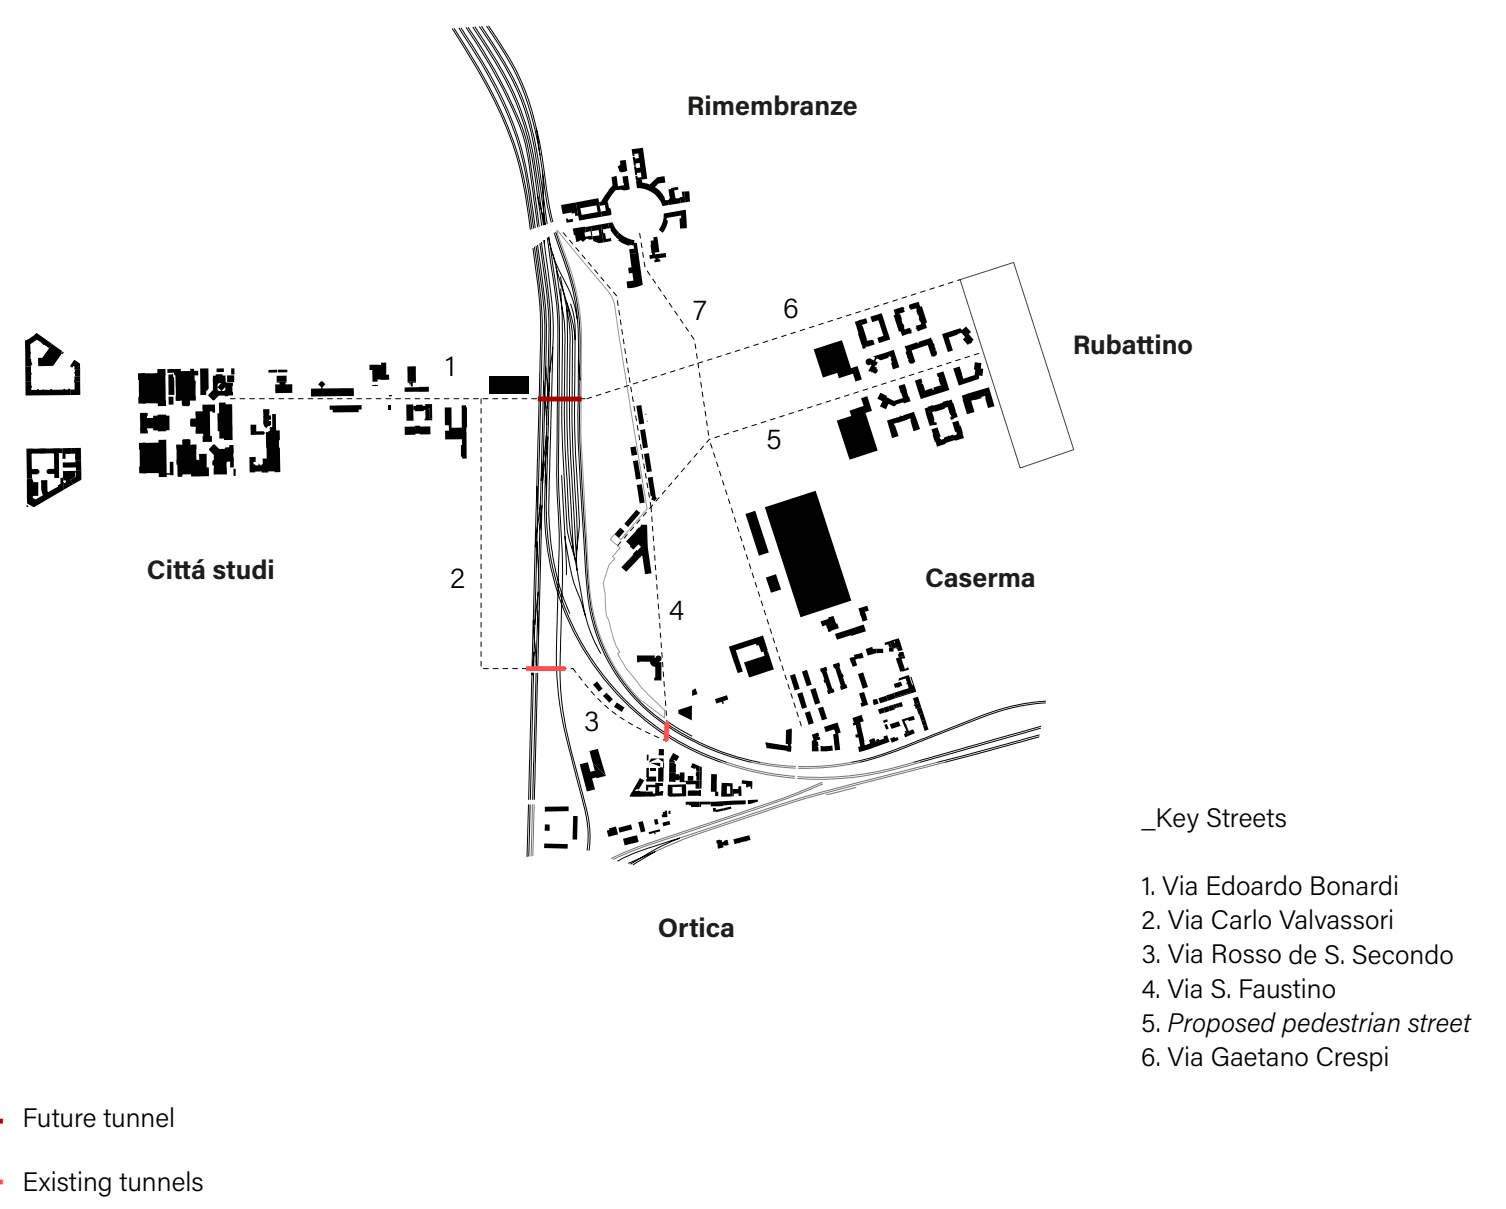 Rimembranze
7
6
Rubattino
1
5
Cittá studi
2
Caserma
4
3
_Key Streets
1. Via Edoardo Bonardi
2. Via Carlo Valvassori
3. Via Rosso de S. Secondo
4. Via S. Faustino
5. Proposed pedestrian street
6. Via Gaetano Crespi
Ortica
Future tunnel
Existing tunnels